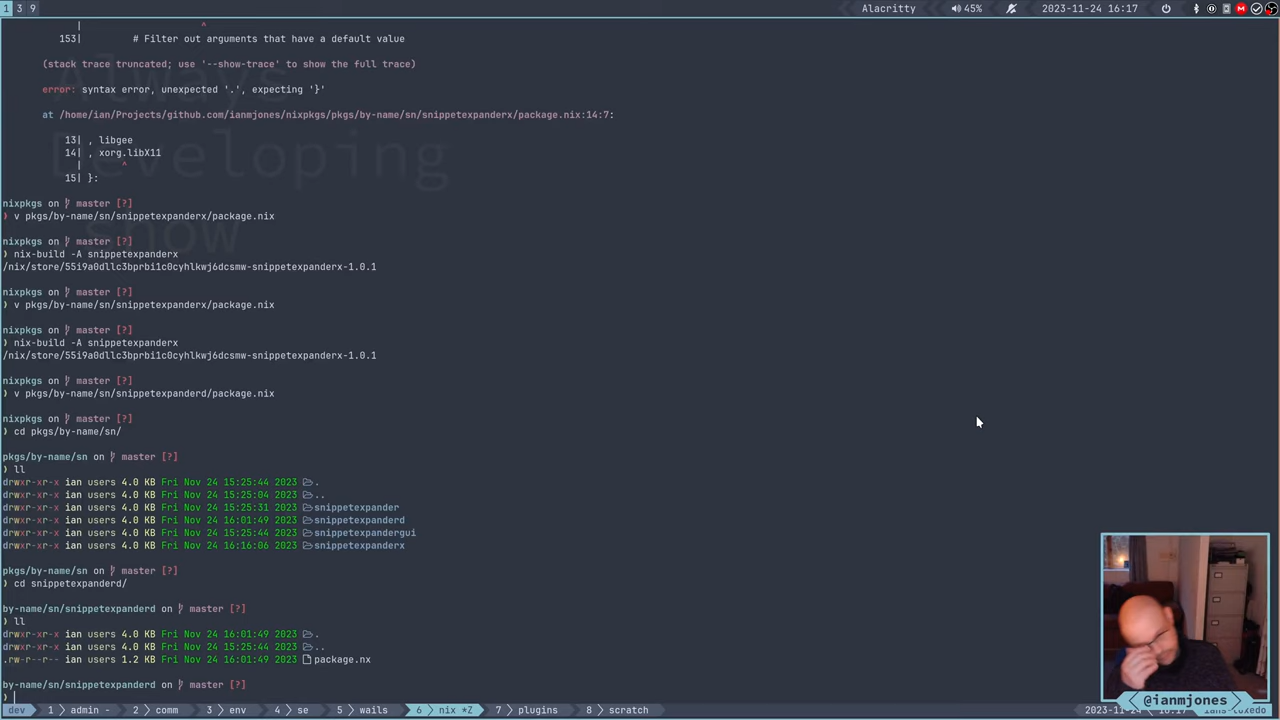 1 3 9 Alacritty 45% 2023-11-24 16:17
| ^
153| # Filter out arguments that have a default value
(stack trace truncated; use '--show-trace' to show the full trace)
error: syntax error, unexpected '.', expecting '}'
at /home/ian/Projects/github.com/ianmjones/nixpkgs/pkgs/by-name/sn/snippetexpanderx/package.nix:14:7:
13| , libgee
14| , xorg.libX11
| ^
15| }:
Always
Developing
show
nixpkgs on master [?]
❯ v pkgs/by-name/sn/snippetexpanderx/package.nix
nixpkgs on master [?]
❯ nix-build -A snippetexpanderx
/nix/store/55i9a0dllc3bprbi1c0cyhlkwj6dcsmw-snippetexpanderx-1.0.1
nixpkgs on master [?]
❯ v pkgs/by-name/sn/snippetexpanderx/package.nix
nixpkgs on master [?]
❯ nix-build -A snippetexpanderx
/nix/store/55i9a0dllc3bprbi1c0cyhlkwj6dcsmw-snippetexpanderx-1.0.1
nixpkgs on master [?]
❯ v pkgs/by-name/sn/snippetexpanderd/package.nix
nixpkgs on master [?]
❯ cd pkgs/by-name/sn/
pkgs/by-name/sn on master [?]
❯ ll
drwxr-xr-x ian users 4.0 KB Fri Nov 24 15:25:44 2023 .
drwxr-xr-x ian users 4.0 KB Fri Nov 24 15:25:04 2023 ..
drwxr-xr-x ian users 4.0 KB Fri Nov 24 15:25:31 2023 snippetexpander
drwxr-xr-x ian users 4.0 KB Fri Nov 24 16:01:49 2023 snippetexpanderd
drwxr-xr-x ian users 4.0 KB Fri Nov 24 15:25:44 2023 snippetexpandergui
drwxr-xr-x ian users 4.0 KB Fri Nov 24 16:16:06 2023 snippetexpanderx
pkgs/by-name/sn on master [?]
❯ cd snippetexpanderd/
by-name/sn/snippetexpanderd on master [?]
❯ ll
drwxr-xr-x ian users 4.0 KB Fri Nov 24 16:01:49 2023 .
drwxr-xr-x ian users 4.0 KB Fri Nov 24 15:25:44 2023 ..
.rw-r--r-- ian users 1.2 KB Fri Nov 24 16:01:49 2023 package.nx
by-name/sn/snippetexpanderd on master [?]
❯
@ianmjones
dev 1 admin - 2 comm 3 env 4 se 5 wails 6 nix *Z 7 plugins 8 scratch 2023-11-24